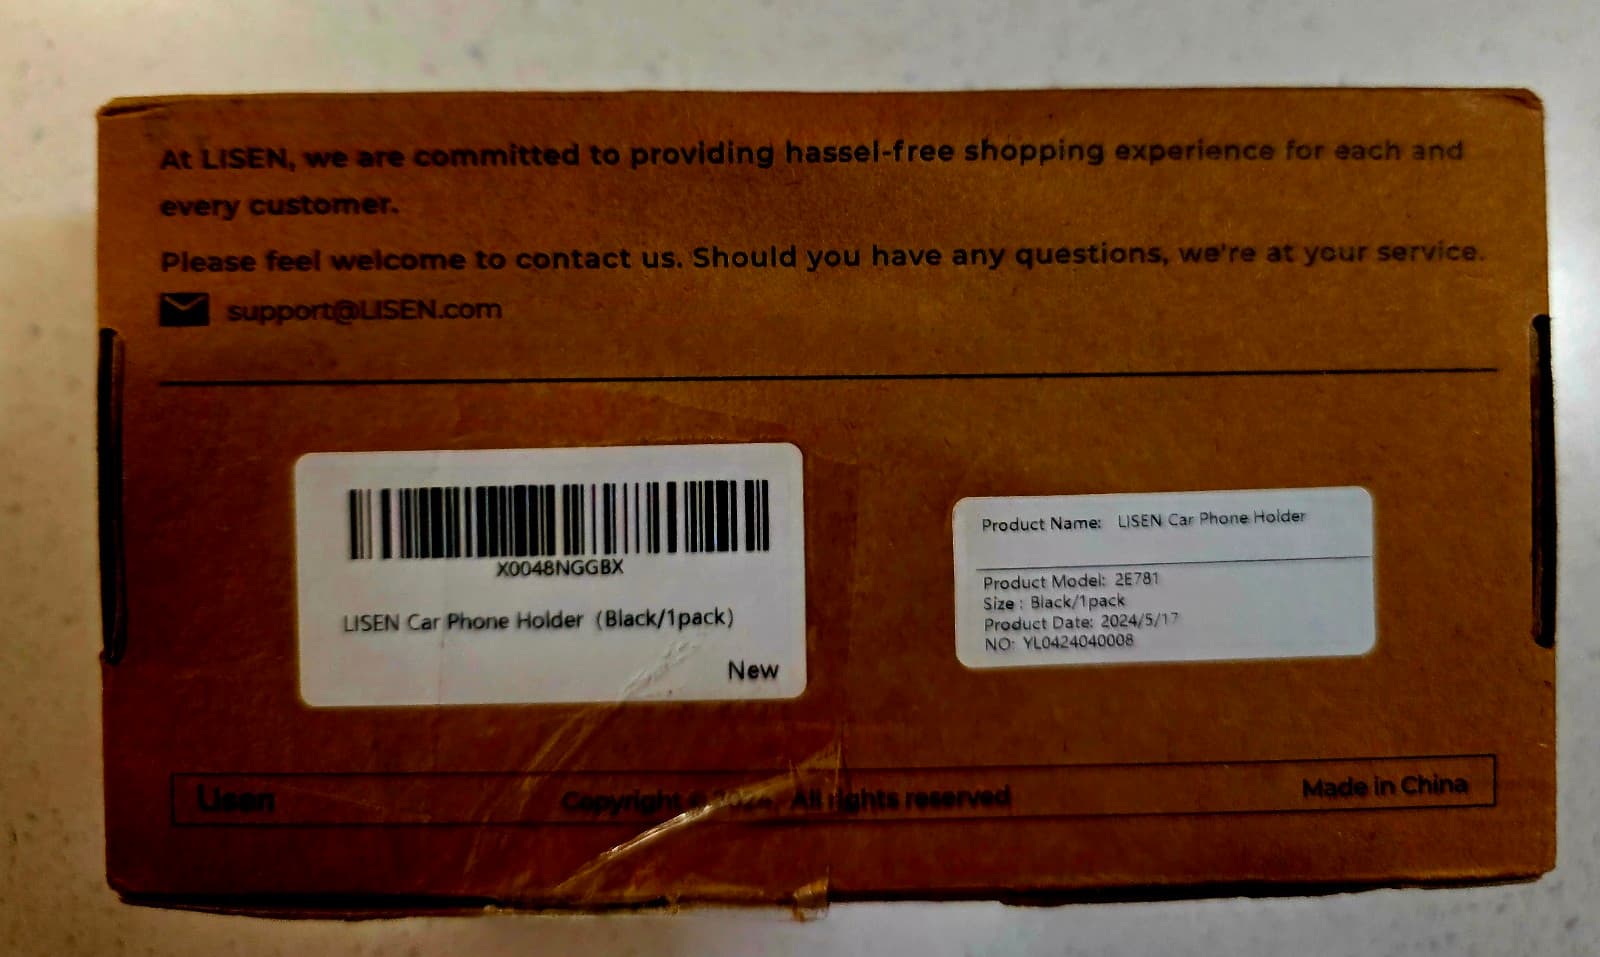 At LISEN, we are committed to providing hassel-free shopping experience for each and
every customer.
Please feel welcome to contact us. Should you have any questions, we're at your service.
support@LISEN.com
X0048NGGBX
LISEN Car Phone Holder（Black/1pack）
New
Product Name: LISEN Car Phone Holder
Product Model: 2E781
Size : Black/1pack
Product Date: 2024/5/17
NO: YL0424040008
Lisen
Copyright © 2024 All rights reserved
Made in China